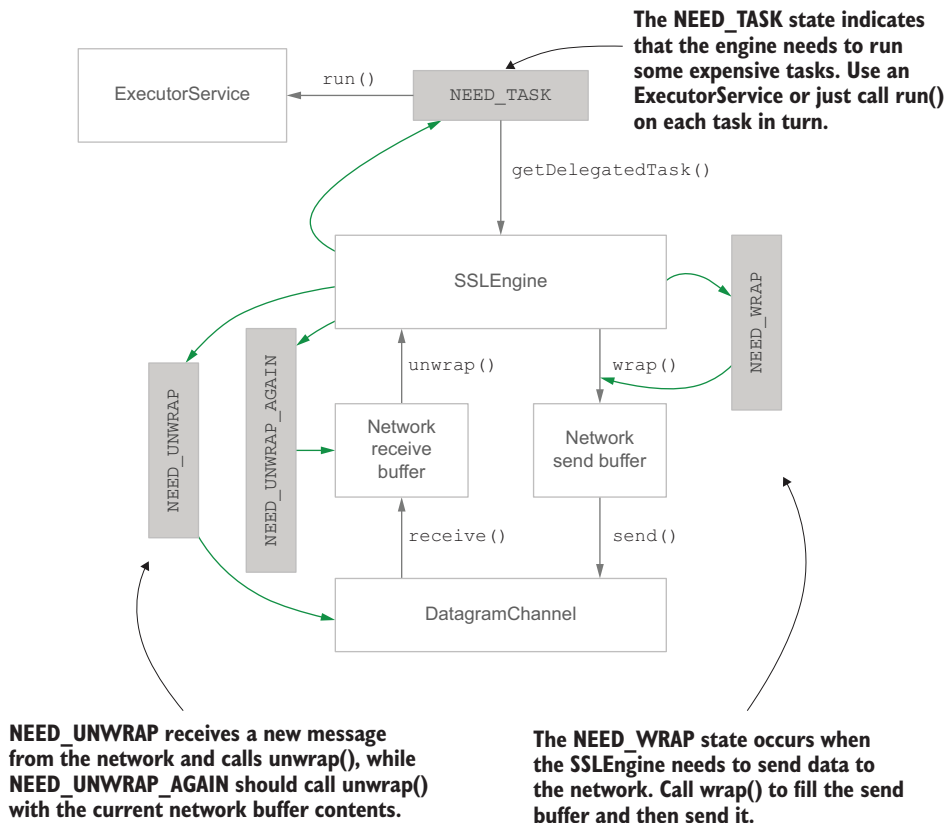 The NEED_TASK state indicates
that the engine needs to run
some expensive tasks. Use an
ExecutorService or just call run()
on each task in turn.
ExecutorService
run()
NEED_TASK
getDelegatedTask()
SSLEngine
NEED_WRAP
NEED_UNWRAP
NEED_UNWRAP_AGAIN
unwrap()
wrap()
Network
receive
buffer
Network
send buffer
receive()
send()
DatagramChannel
NEED_UNWRAP receives a new message
from the network and calls unwrap(), while
NEED_UNWRAP_AGAIN should call unwrap()
with the current network buffer contents.
The NEED_WRAP state occurs when
the SSLEngine needs to send data to
the network. Call wrap() to fill the send
buffer and then send it.